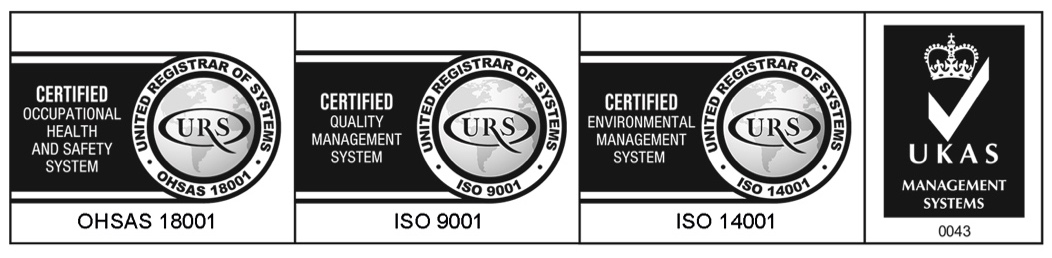 CERTIFIED
OCCUPATIONAL
HEALTH
AND SAFETY
SYSTEM
UNITED REGISTRAR OF SYSTEMS
URS
OHSAS 18001
OHSAS 18001
CERTIFIED
QUALITY
MANAGEMENT
SYSTEM
UNITED REGISTRAR OF SYSTEMS
URS
ISO 9001
ISO 9001
CERTIFIED
ENVIRONMENTAL
MANAGEMENT
SYSTEM
UNITED REGISTRAR OF SYSTEMS
URS
ISO 14001
ISO 14001
UKAS
MANAGEMENT
SYSTEMS
0043